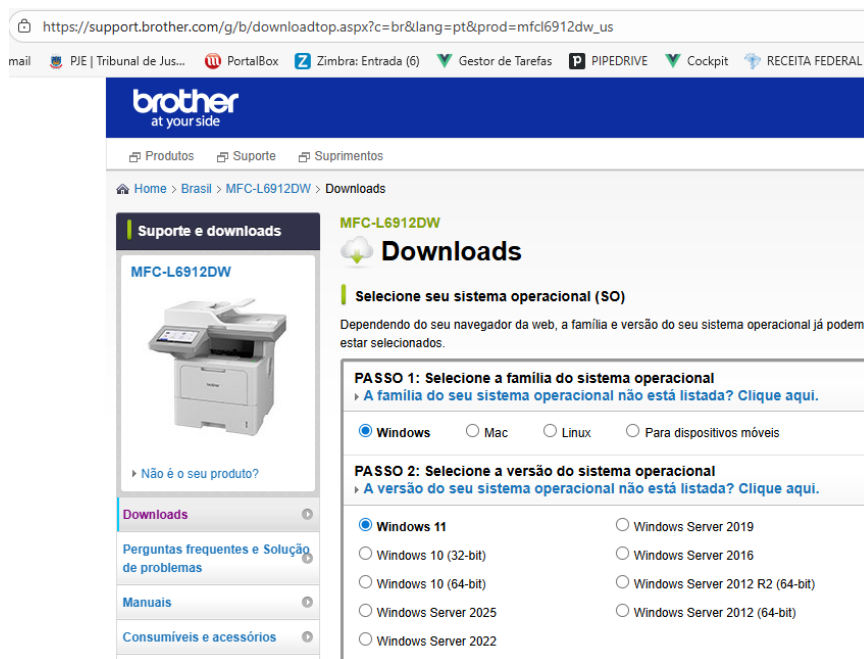 https://support.brother.com/g/b/downloadtop.aspx?c=br&lang=pt&prod=mfcl6912dw_us
mail PJE | Tribunal de Jus... PortalBox Zimbra: Entrada (6) Gestor de Tarefas PIPEDRIVE Cockpit RECEITA FEDERAL
brother
at your side
Produtos Suporte Suprimentos
Home > Brasil > MFC-L6912DW > Downloads
Suporte e downloads
MFC-L6912DW
Não é o seu produto?
Downloads
Perguntas frequentes e Solução
de problemas
Manuais
Consumíveis e acessórios
MFC-L6912DW
Downloads
Selecione seu sistema operacional (SO)
Dependendo do seu navegador da web, a família e versão do seu sistema operacional já podem
estar selecionados.
PASSO 1: Selecione a família do sistema operacional
A família do seu sistema operacional não está listada? Clique aqui.
Windows Mac Linux Para dispositivos móveis
PASSO 2: Selecione a versão do sistema operacional
A versão do seu sistema operacional não está listada? Clique aqui.
Windows 11 Windows Server 2019
Windows 10 (32-bit) Windows Server 2016
Windows 10 (64-bit) Windows Server 2012 R2 (64-bit)
Windows Server 2025 Windows Server 2012 (64-bit)
Windows Server 2022